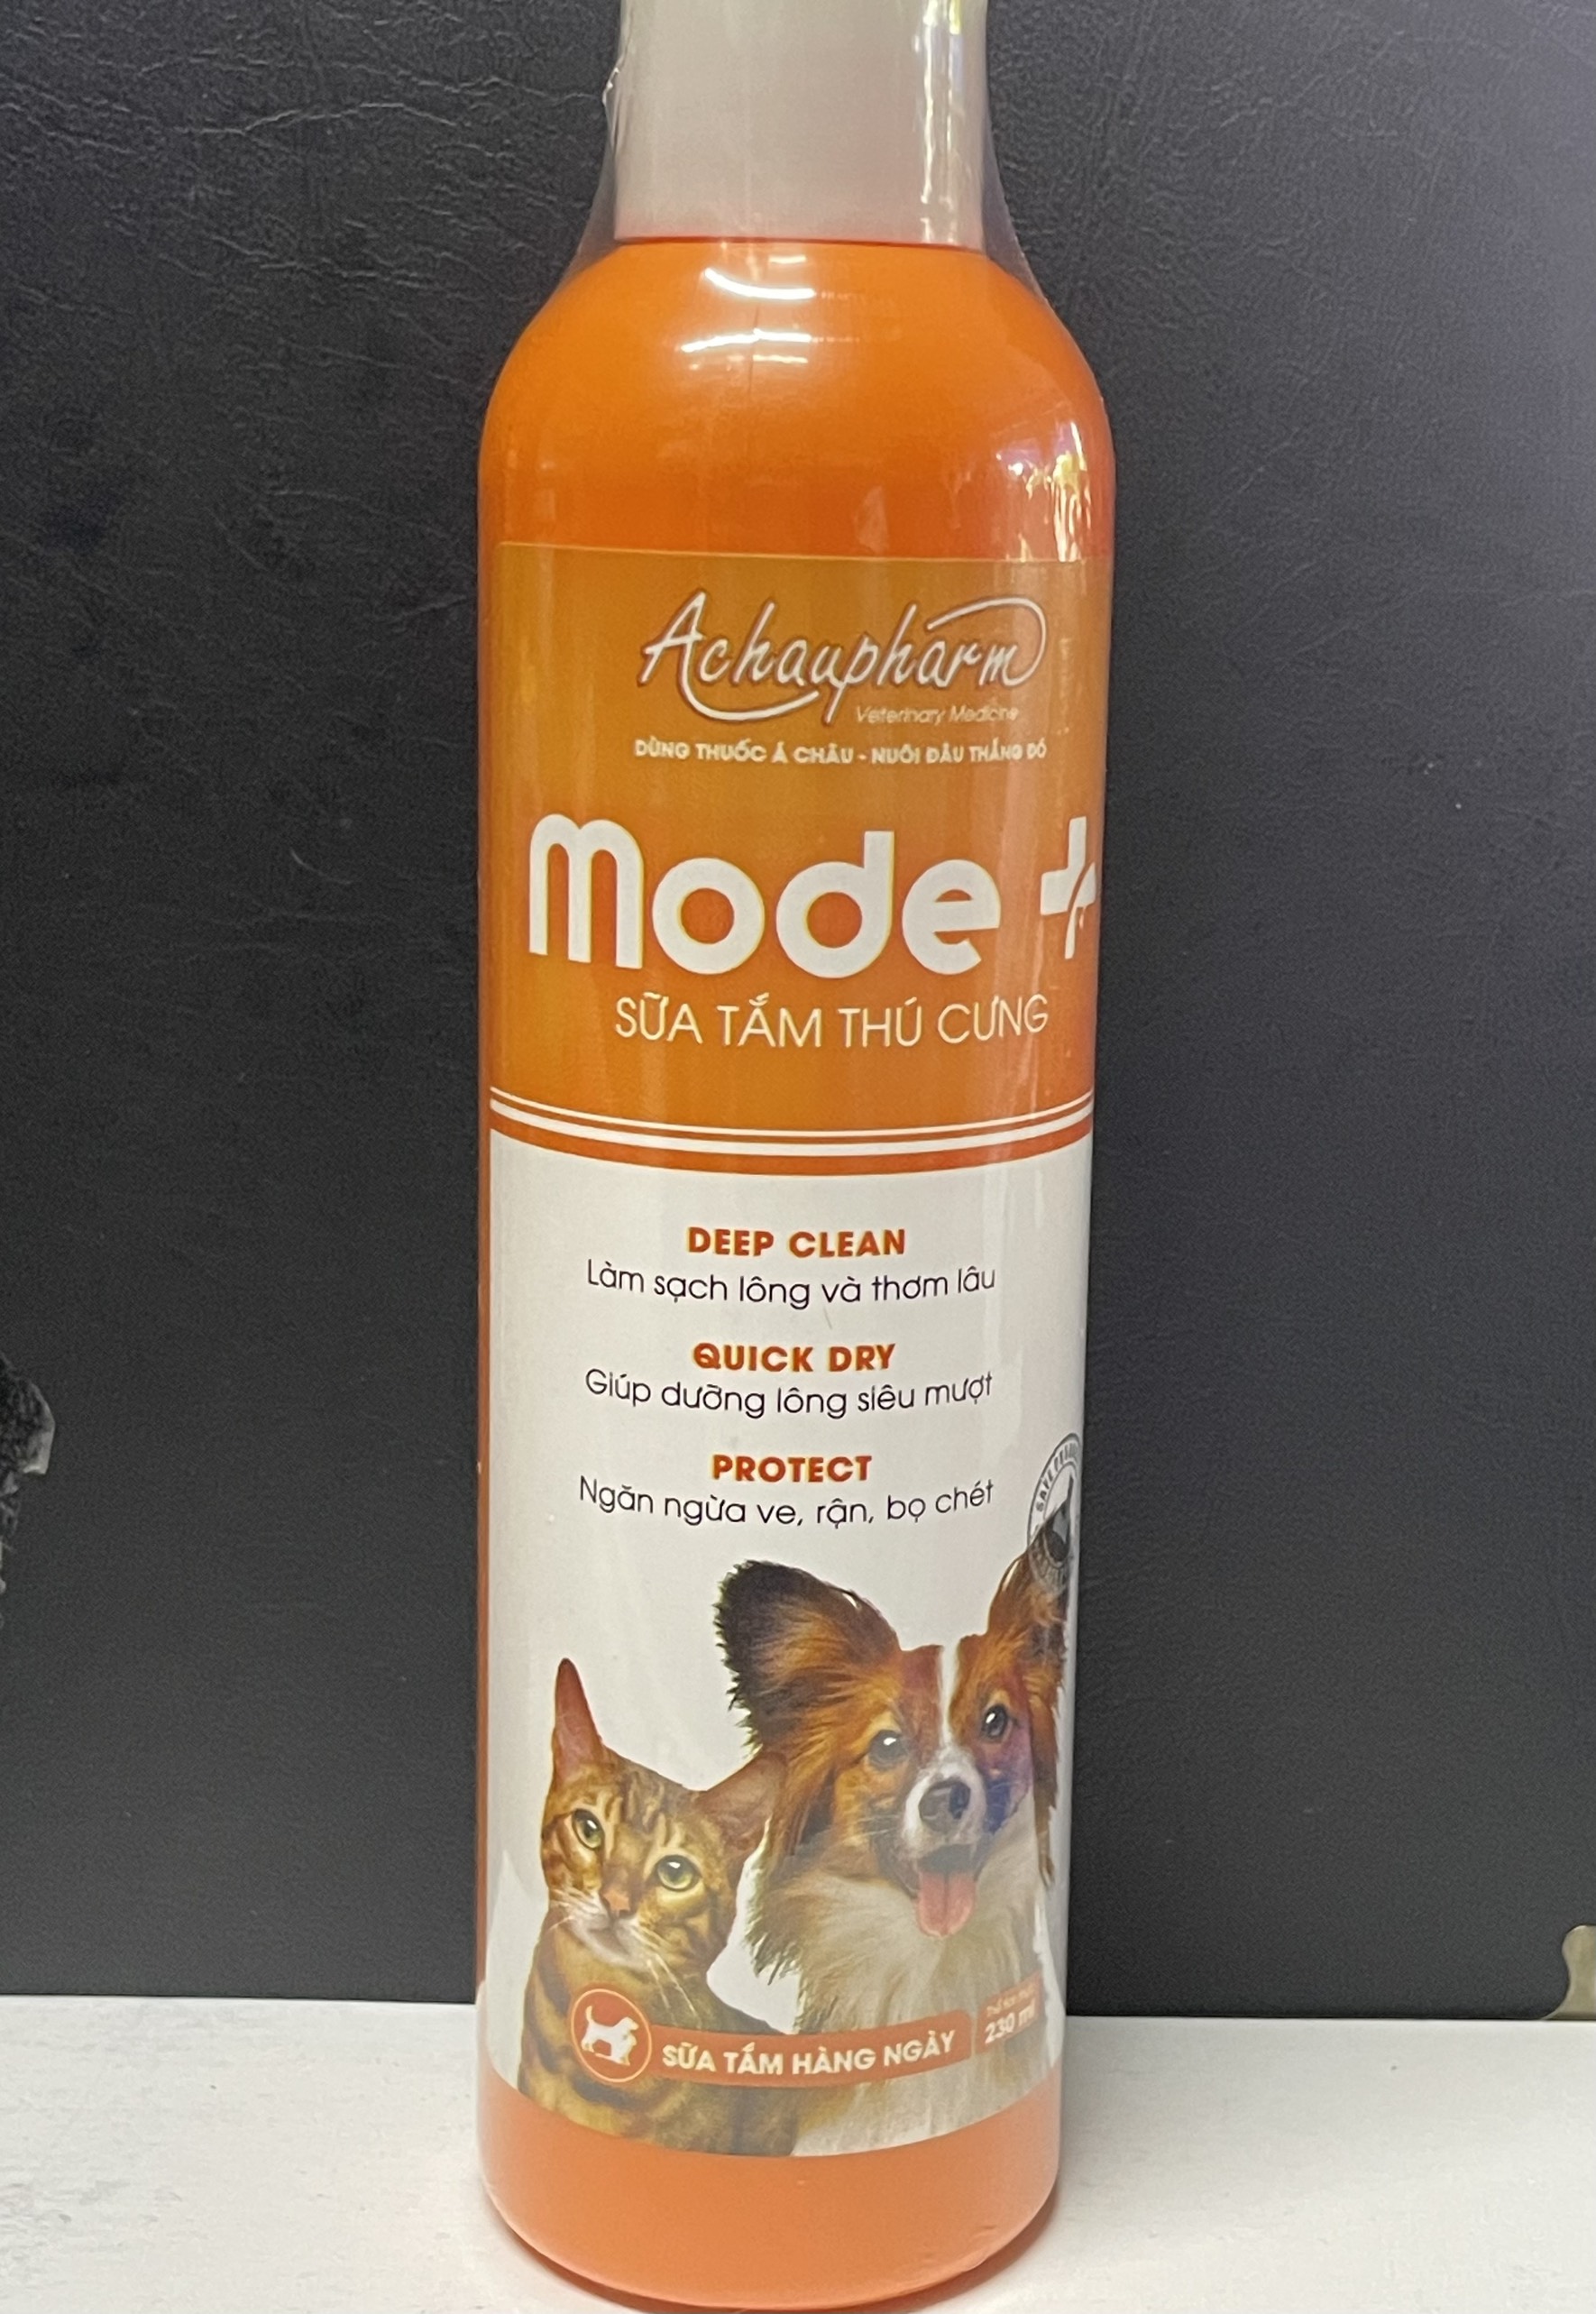 Achaupharm
Veterinary Medicine
DÙNG THUỐC Á CHÂU - NUÔI ĐÂU THẮNG ĐÓ
mode +
SỮA TẮM THÚ CƯNG
DEEP CLEAN
Làm sạch lông và thơm lâu
QUICK DRY
Giúp dưỡng lông siêu mượt
PROTECT
Ngăn ngừa ve, rận, bọ chét
SAFE
SỮA TẮM HÀNG NGÀY
230 ml